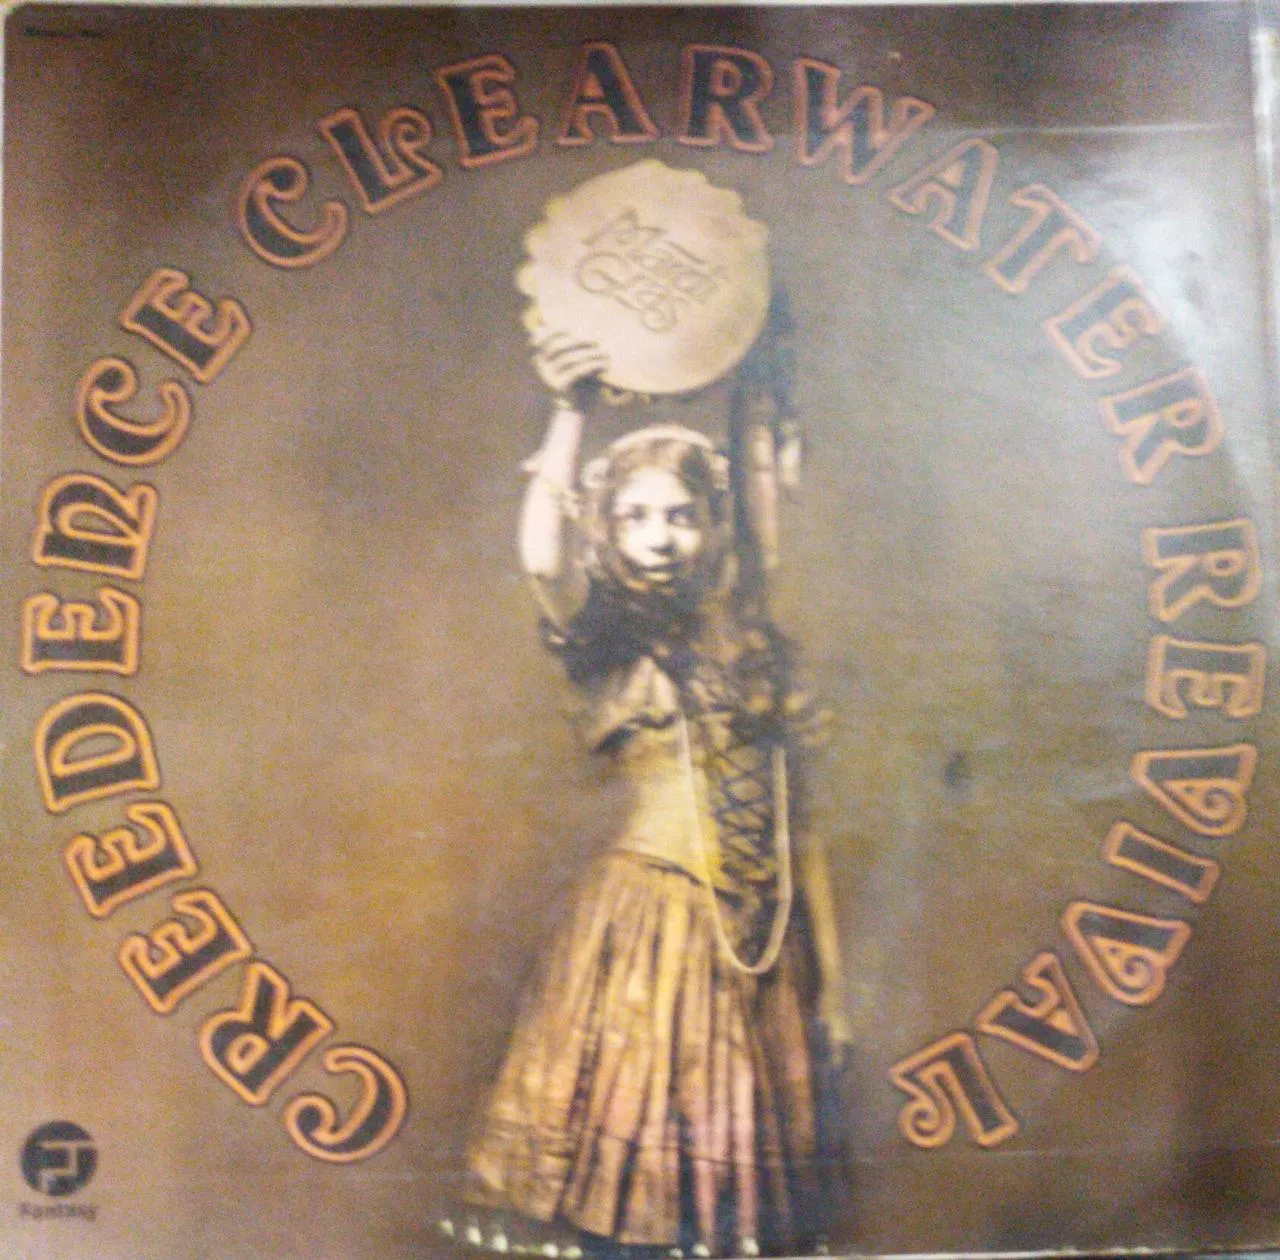 CREEDENCE CLEARWATER REVIVAL
Mardi
Gras
Fantasy